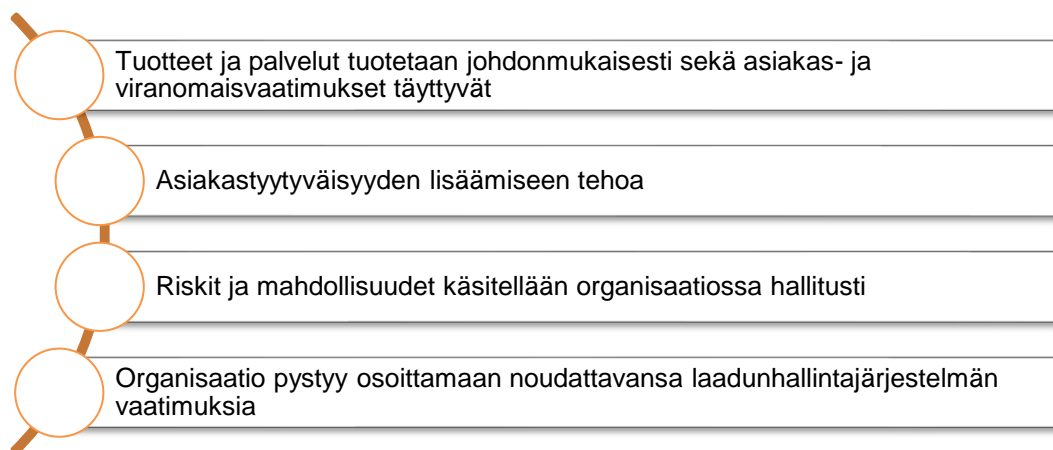 Tuotteet ja palvelut tuotetaan johdonmukaisesti sekä asiakas- ja
viranomaisvaatimukset täyttyvät
Asiakastyytyväisyyden lisäämiseen tehoa
Riskit ja mahdollisuudet käsitellään organisaatiossa hallitusti
Organisaatio pystyy osoittamaan noudattavansa laadunhallintajärjestelmän
vaatimuksia